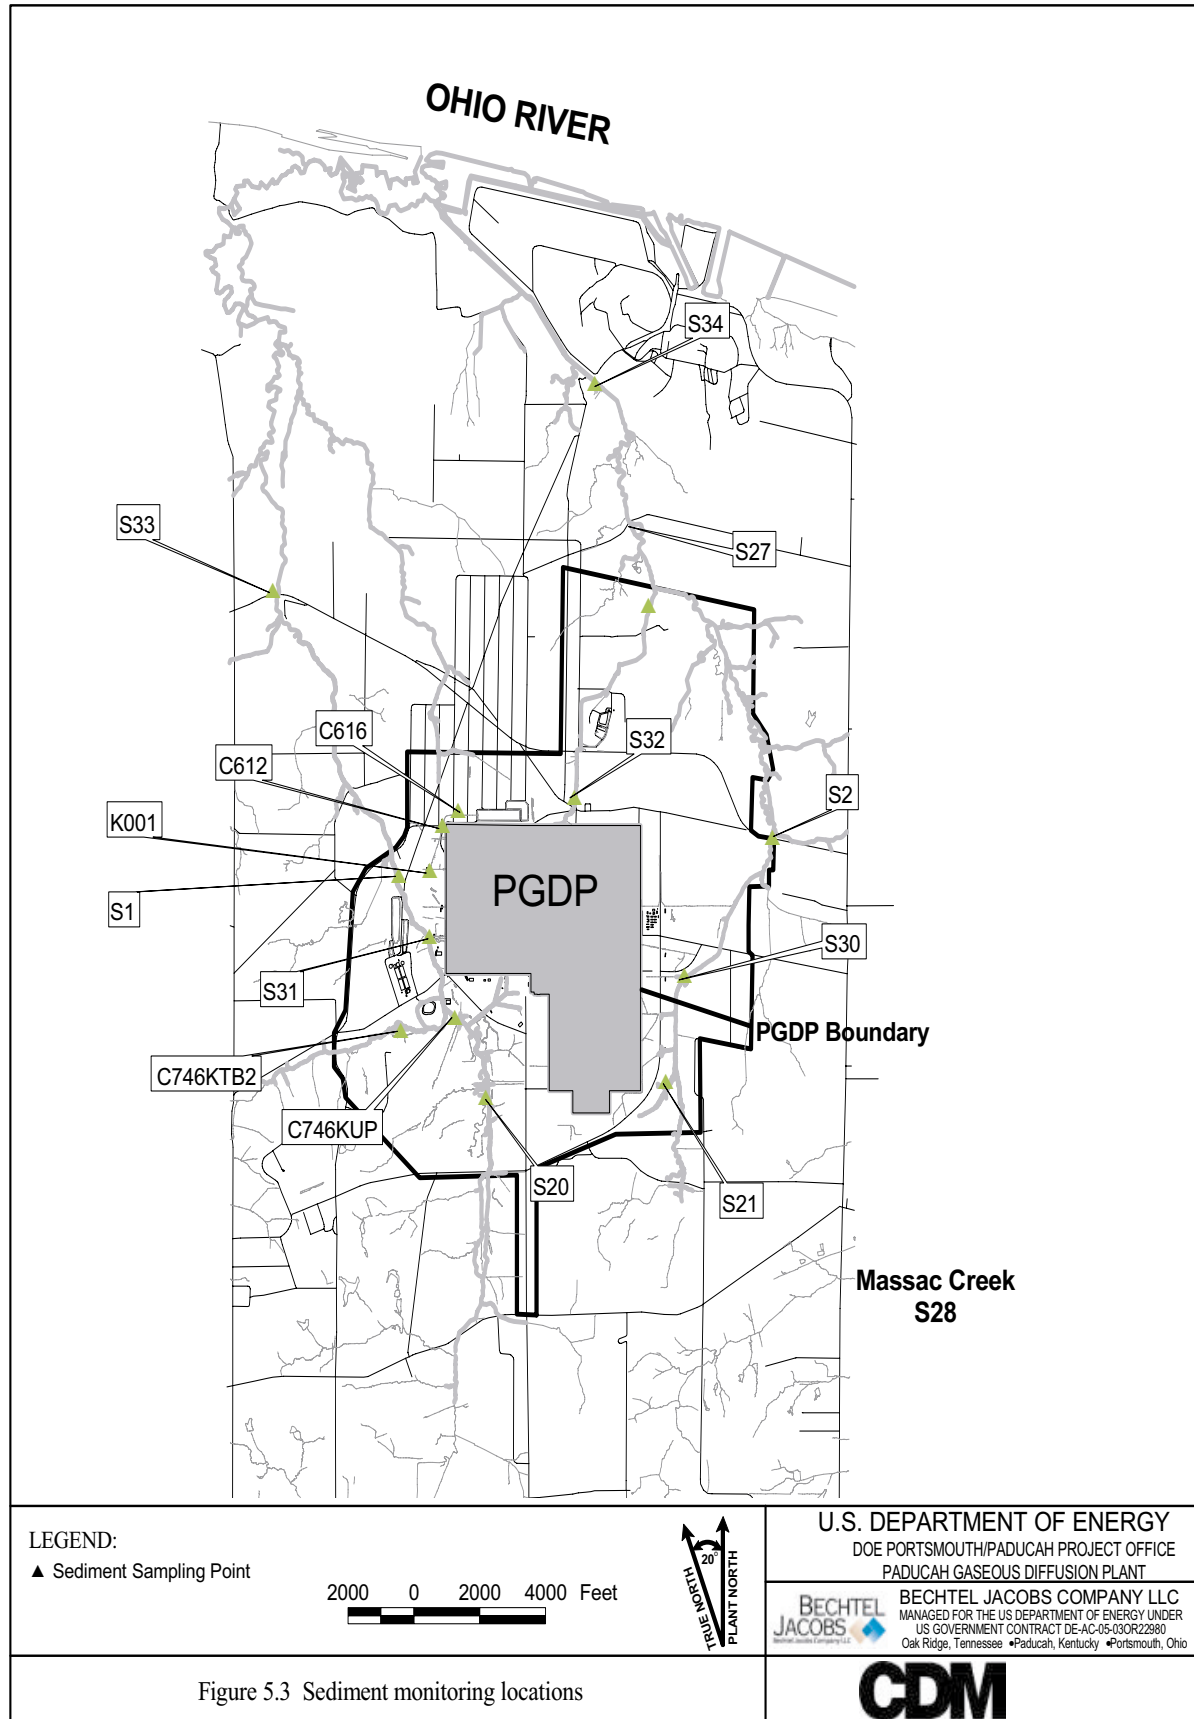 OHIO RIVER
S34
S33
S27
C616
S32
C612
S2
K001
PGDP
S1
S30
S31
PGDP Boundary
C746KTB2
C746KUP
S20
S21
Massac Creek
S28
LEGEND:
▲ Sediment Sampling Point
2000 0 2000 4000 Feet
20°
TRUE NORTH
PLANT NORTH
U.S. DEPARTMENT OF ENERGY
DOE PORTSMOUTH/PADUCAH PROJECT OFFICE
PADUCAH GASEOUS DIFFUSION PLANT
BECHTEL
JACOBS
Bechtel Jacobs Company LLC
BECHTEL JACOBS COMPANY LLC
MANAGED FOR THE US DEPARTMENT OF ENERGY UNDER
US GOVERNMENT CONTRACT DE-AC-05-03OR22980
Oak Ridge, Tennessee •Paducah, Kentucky •Portsmouth, Ohio
Figure 5.3 Sediment monitoring locations
CDM